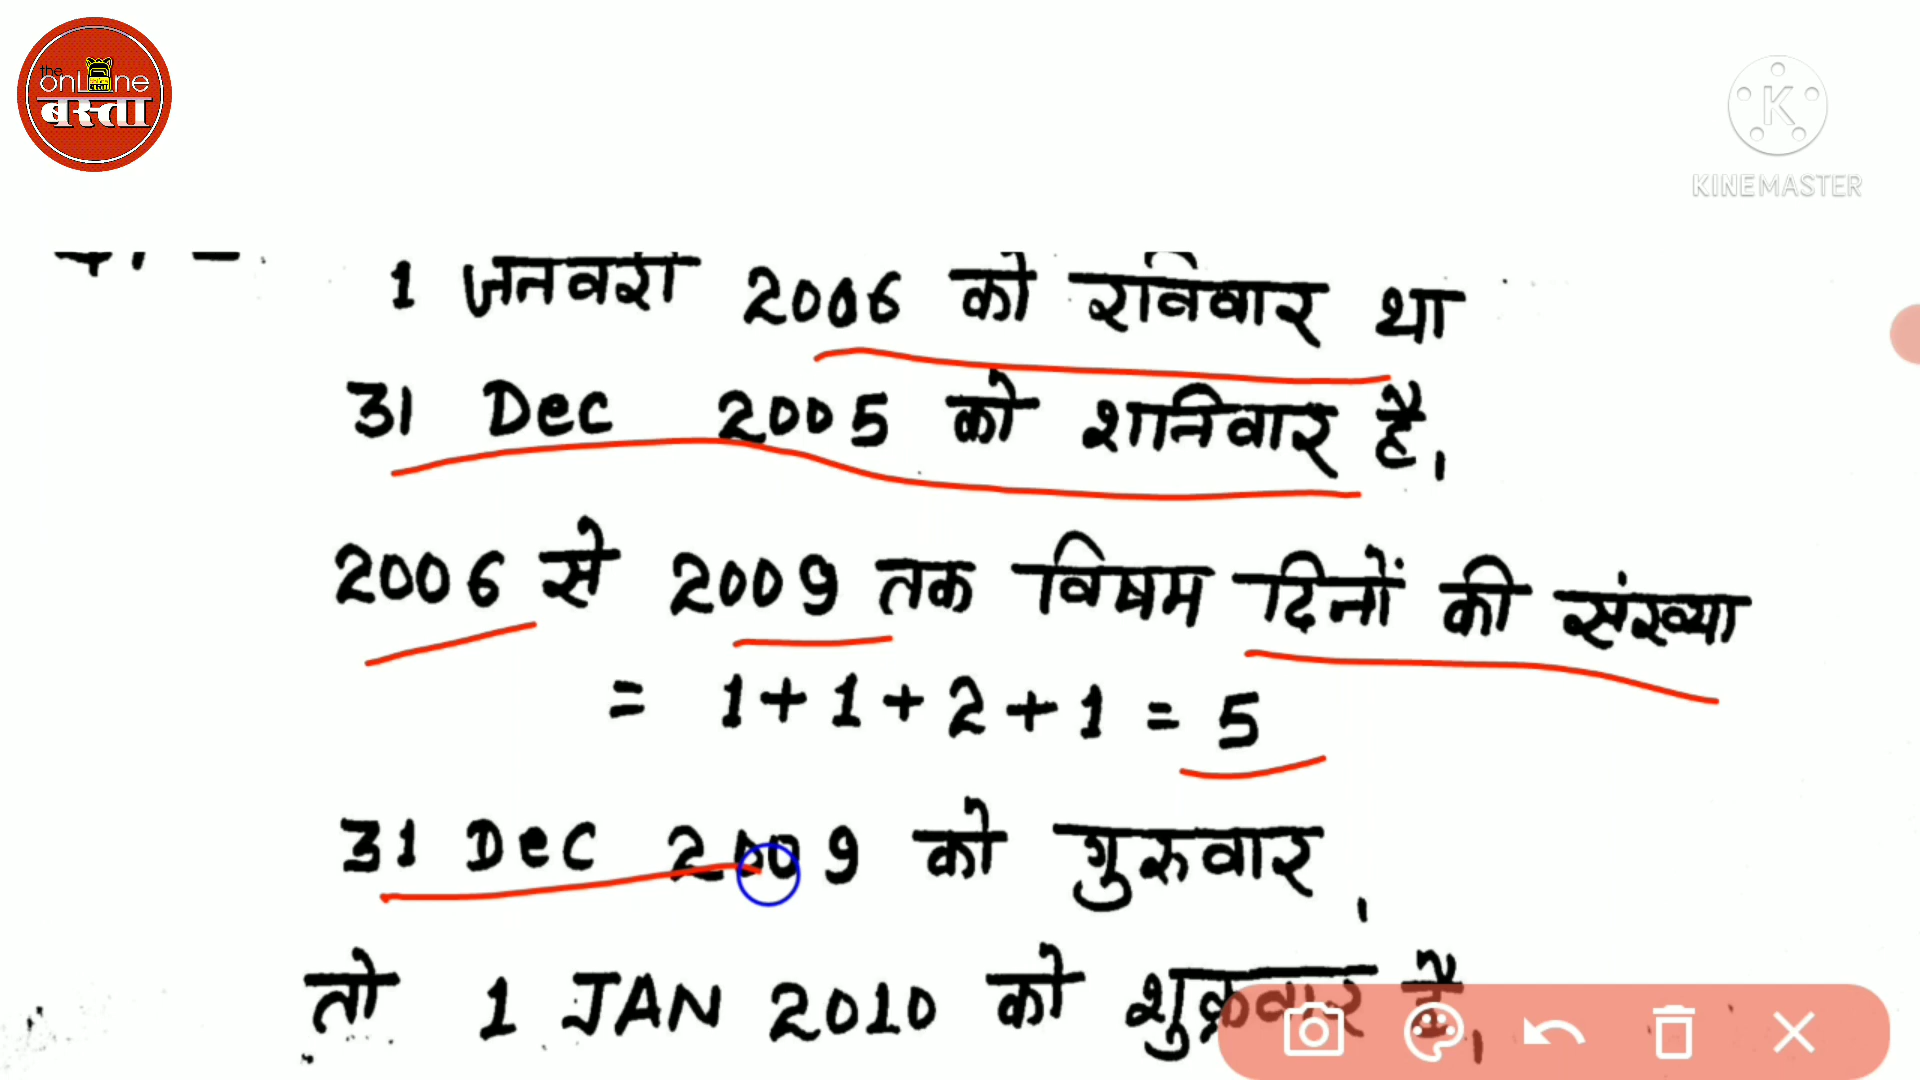 the
onLine
बस्ता
KINEMASTER
1 जनवरी 2006 को रविवार था
31 Dec 2005 को शनिवार है।
2006 से 2009 तक विषम दिनों की संख्या
= 1+1+2+1 = 5
31 Dec 2009 को गुरुवार।
तो 1 JAN 2010 को शुक्रवार है।